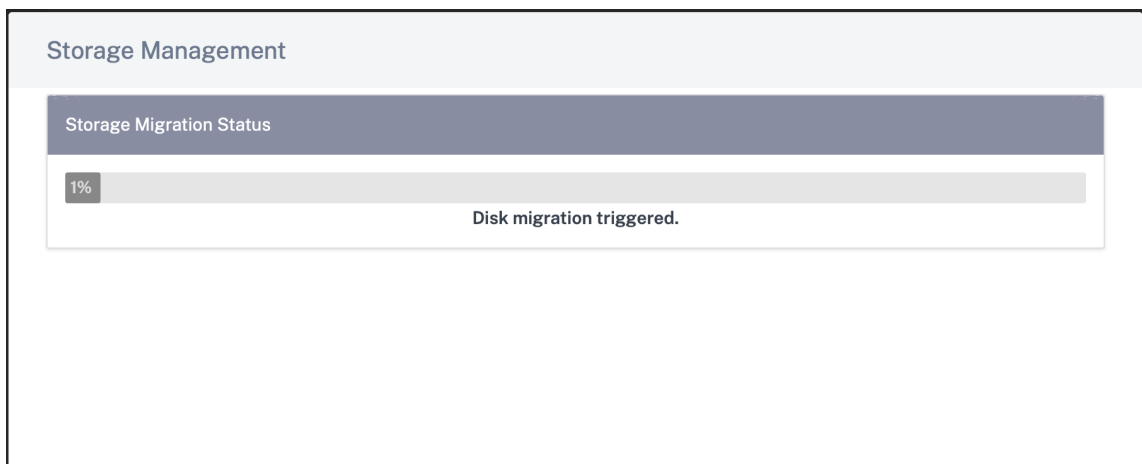 Storage Management
Storage Migration Status
1%
Disk migration triggered.